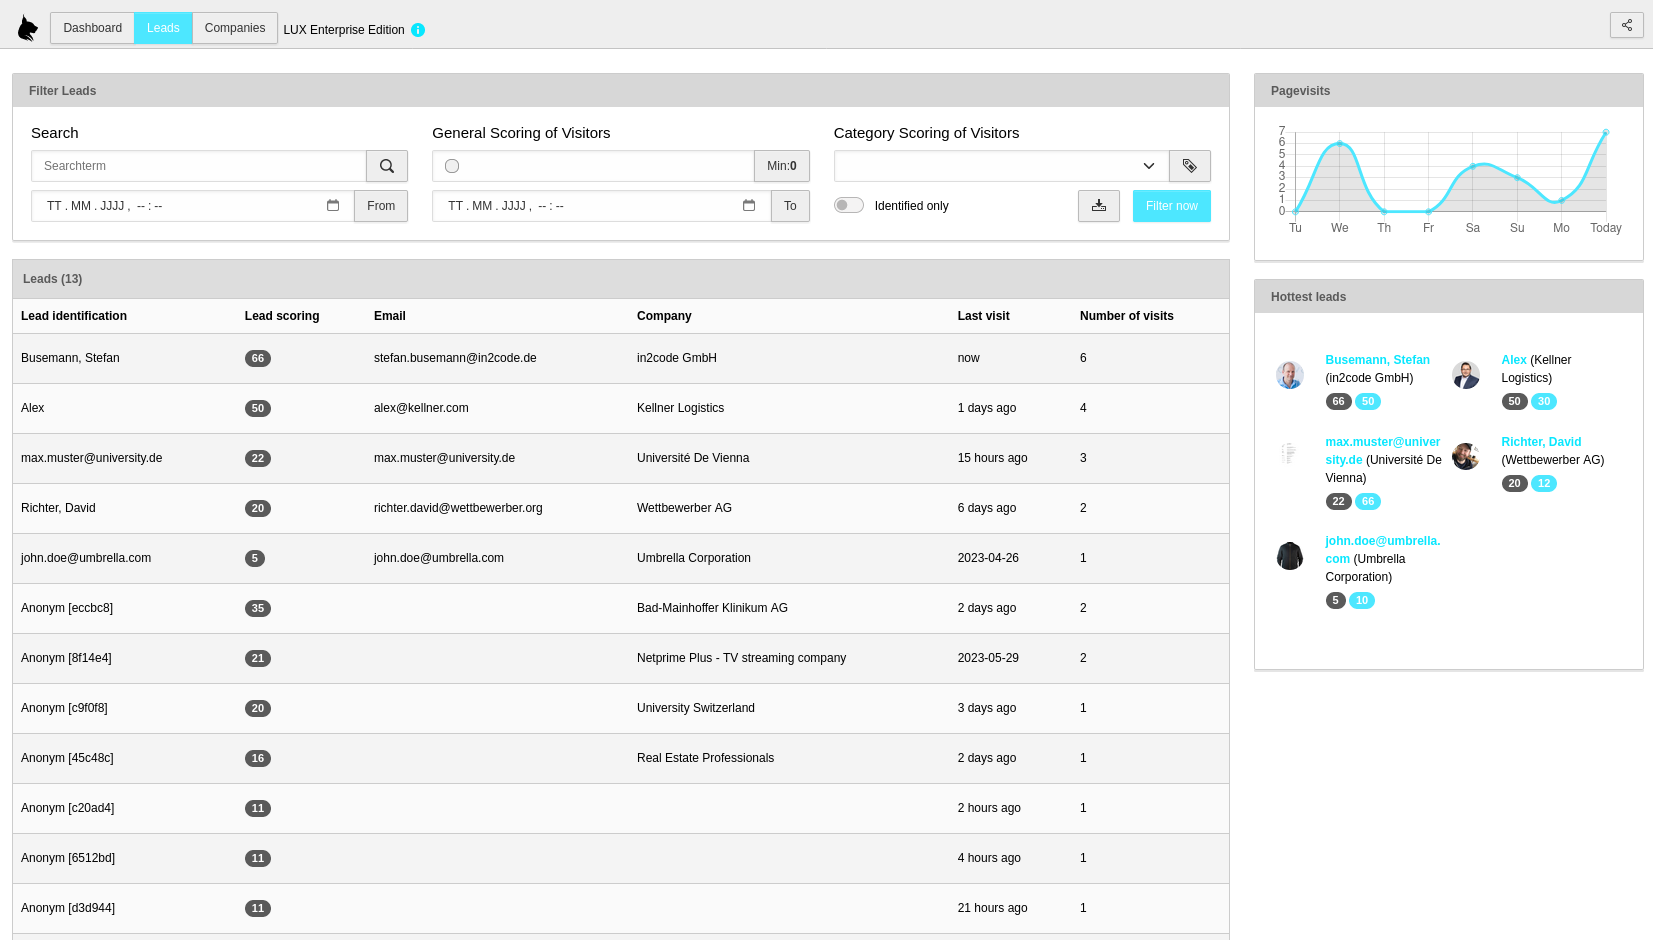 Dashboard Leads Companies LUX Enterprise Edition
Filter Leads
Search General Scoring of Visitors Category Scoring of Visitors
Searchterm Min:0
TT . MM . JJJJ , -- : -- From TT . MM . JJJJ , -- : -- To Identified only Filter now
Leads (13)
Lead identification Lead scoring Email Company Last visit Number of visits
Busemann, Stefan 66 stefan.busemann@in2code.de in2code GmbH now 6
Alex 50 alex@kellner.com Kellner Logistics 1 days ago 4
max.muster@university.de 22 max.muster@university.de Université De Vienna 15 hours ago 3
Richter, David 20 richter.david@wettbewerber.org Wettbewerber AG 6 days ago 2
john.doe@umbrella.com 5 john.doe@umbrella.com Umbrella Corporation 2023-04-26 1
Anonym [eccbc8] 35 Bad-Mainhoffer Klinikum AG 2 days ago 2
Anonym [8f14e4] 21 Netprime Plus - TV streaming company 2023-05-29 2
Anonym [c9f0f8] 20 University Switzerland 3 days ago 1
Anonym [45c48c] 16 Real Estate Professionals 2 days ago 1
Anonym [c20ad4] 11 2 hours ago 1
Anonym [6512bd] 11 4 hours ago 1
Anonym [d3d944] 11 21 hours ago 1
Pagevisits
7
6
5
4
3
2
1
0
Tu We Th Fr Sa Su Mo Today
Hottest leads
Busemann, Stefan
(in2code GmbH)
66 50
Alex (Kellner
Logistics)
50 30
max.muster@univer
sity.de (Université De
Vienna)
22 66
Richter, David
(Wettbewerber AG)
20 12
john.doe@umbrella.
com (Umbrella
Corporation)
5 10